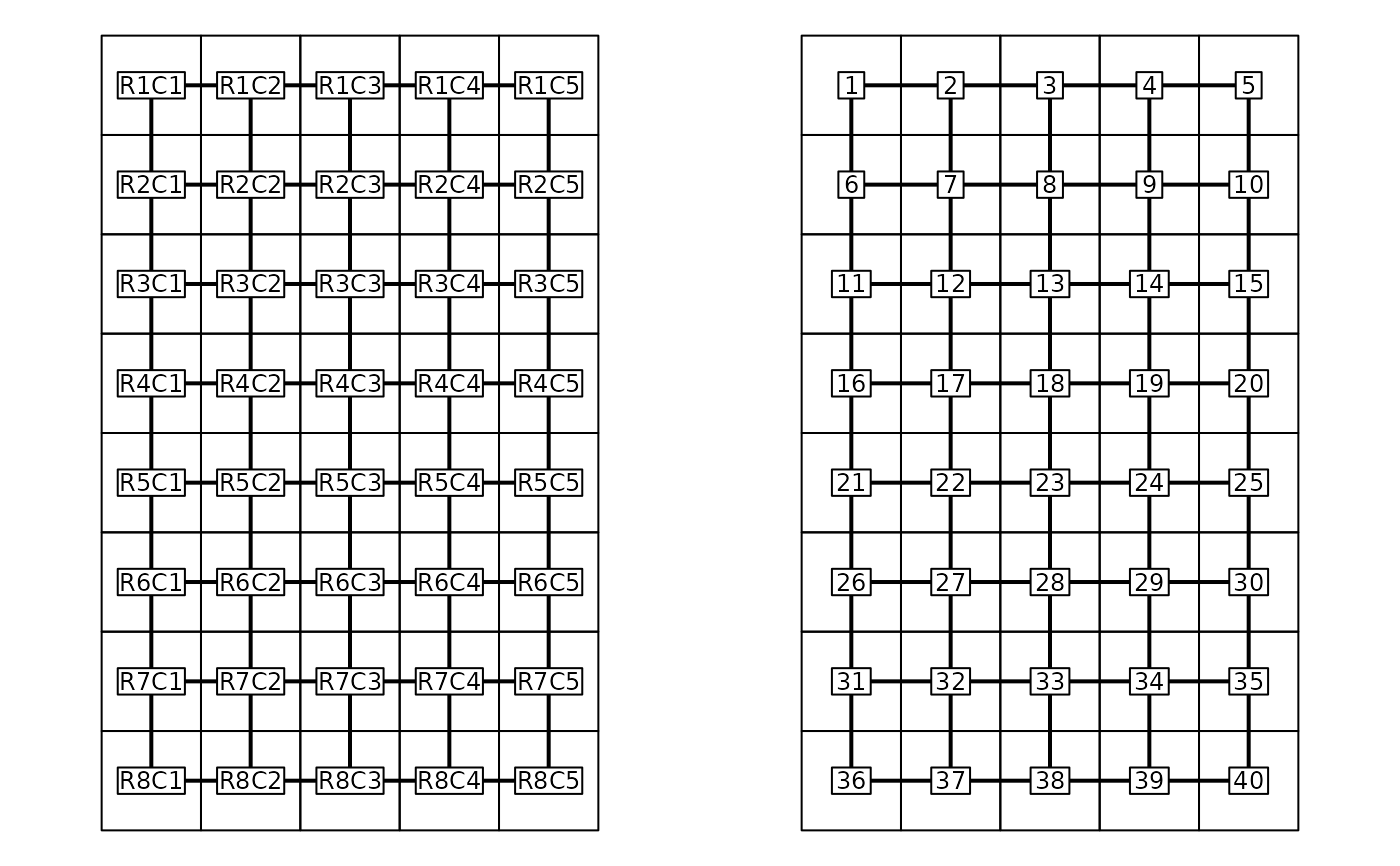 R1C1 R1C2 R1C3 R1C4 R1C5
R2C1 R2C2 R2C3 R2C4 R2C5
R3C1 R3C2 R3C3 R3C4 R3C5
R4C1 R4C2 R4C3 R4C4 R4C5
R5C1 R5C2 R5C3 R5C4 R5C5
R6C1 R6C2 R6C3 R6C4 R6C5
R7C1 R7C2 R7C3 R7C4 R7C5
R8C1 R8C2 R8C3 R8C4 R8C5
1 2 3 4 5
6 7 8 9 10
11 12 13 14 15
16 17 18 19 20
21 22 23 24 25
26 27 28 29 30
31 32 33 34 35
36 37 38 39 40